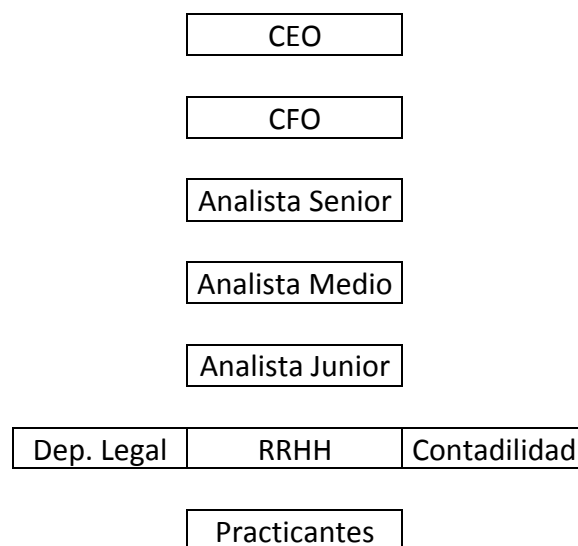 CEO
CFO
Analista Senior
Analista Medio
Analista Junior
Dep. Legal RRHH Contadilidad
Practicantes